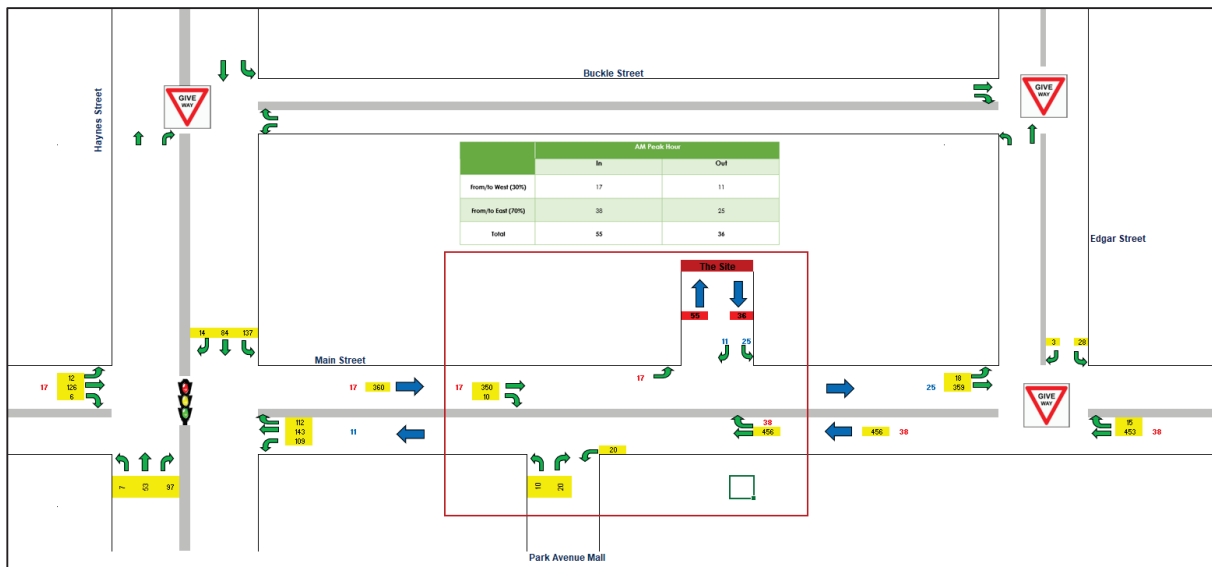 Buckle Street
GIVE
WAY
GIVE
WAY
Haynes Street
AM Peak Hour
In
Out
From/to West (30%)
17
11
From/to East (70%)
38
25
Total
55
36
Edgar Street
The Site
55
36
11
25
14
84
137
3
28
Main Street
17
12
126
6
17
360
17
350
10
17
25
18
359
GIVE
WAY
112
143
109
11
38
456
456
38
15
453
38
20
7
53
97
10
20
Park Avenue Mall